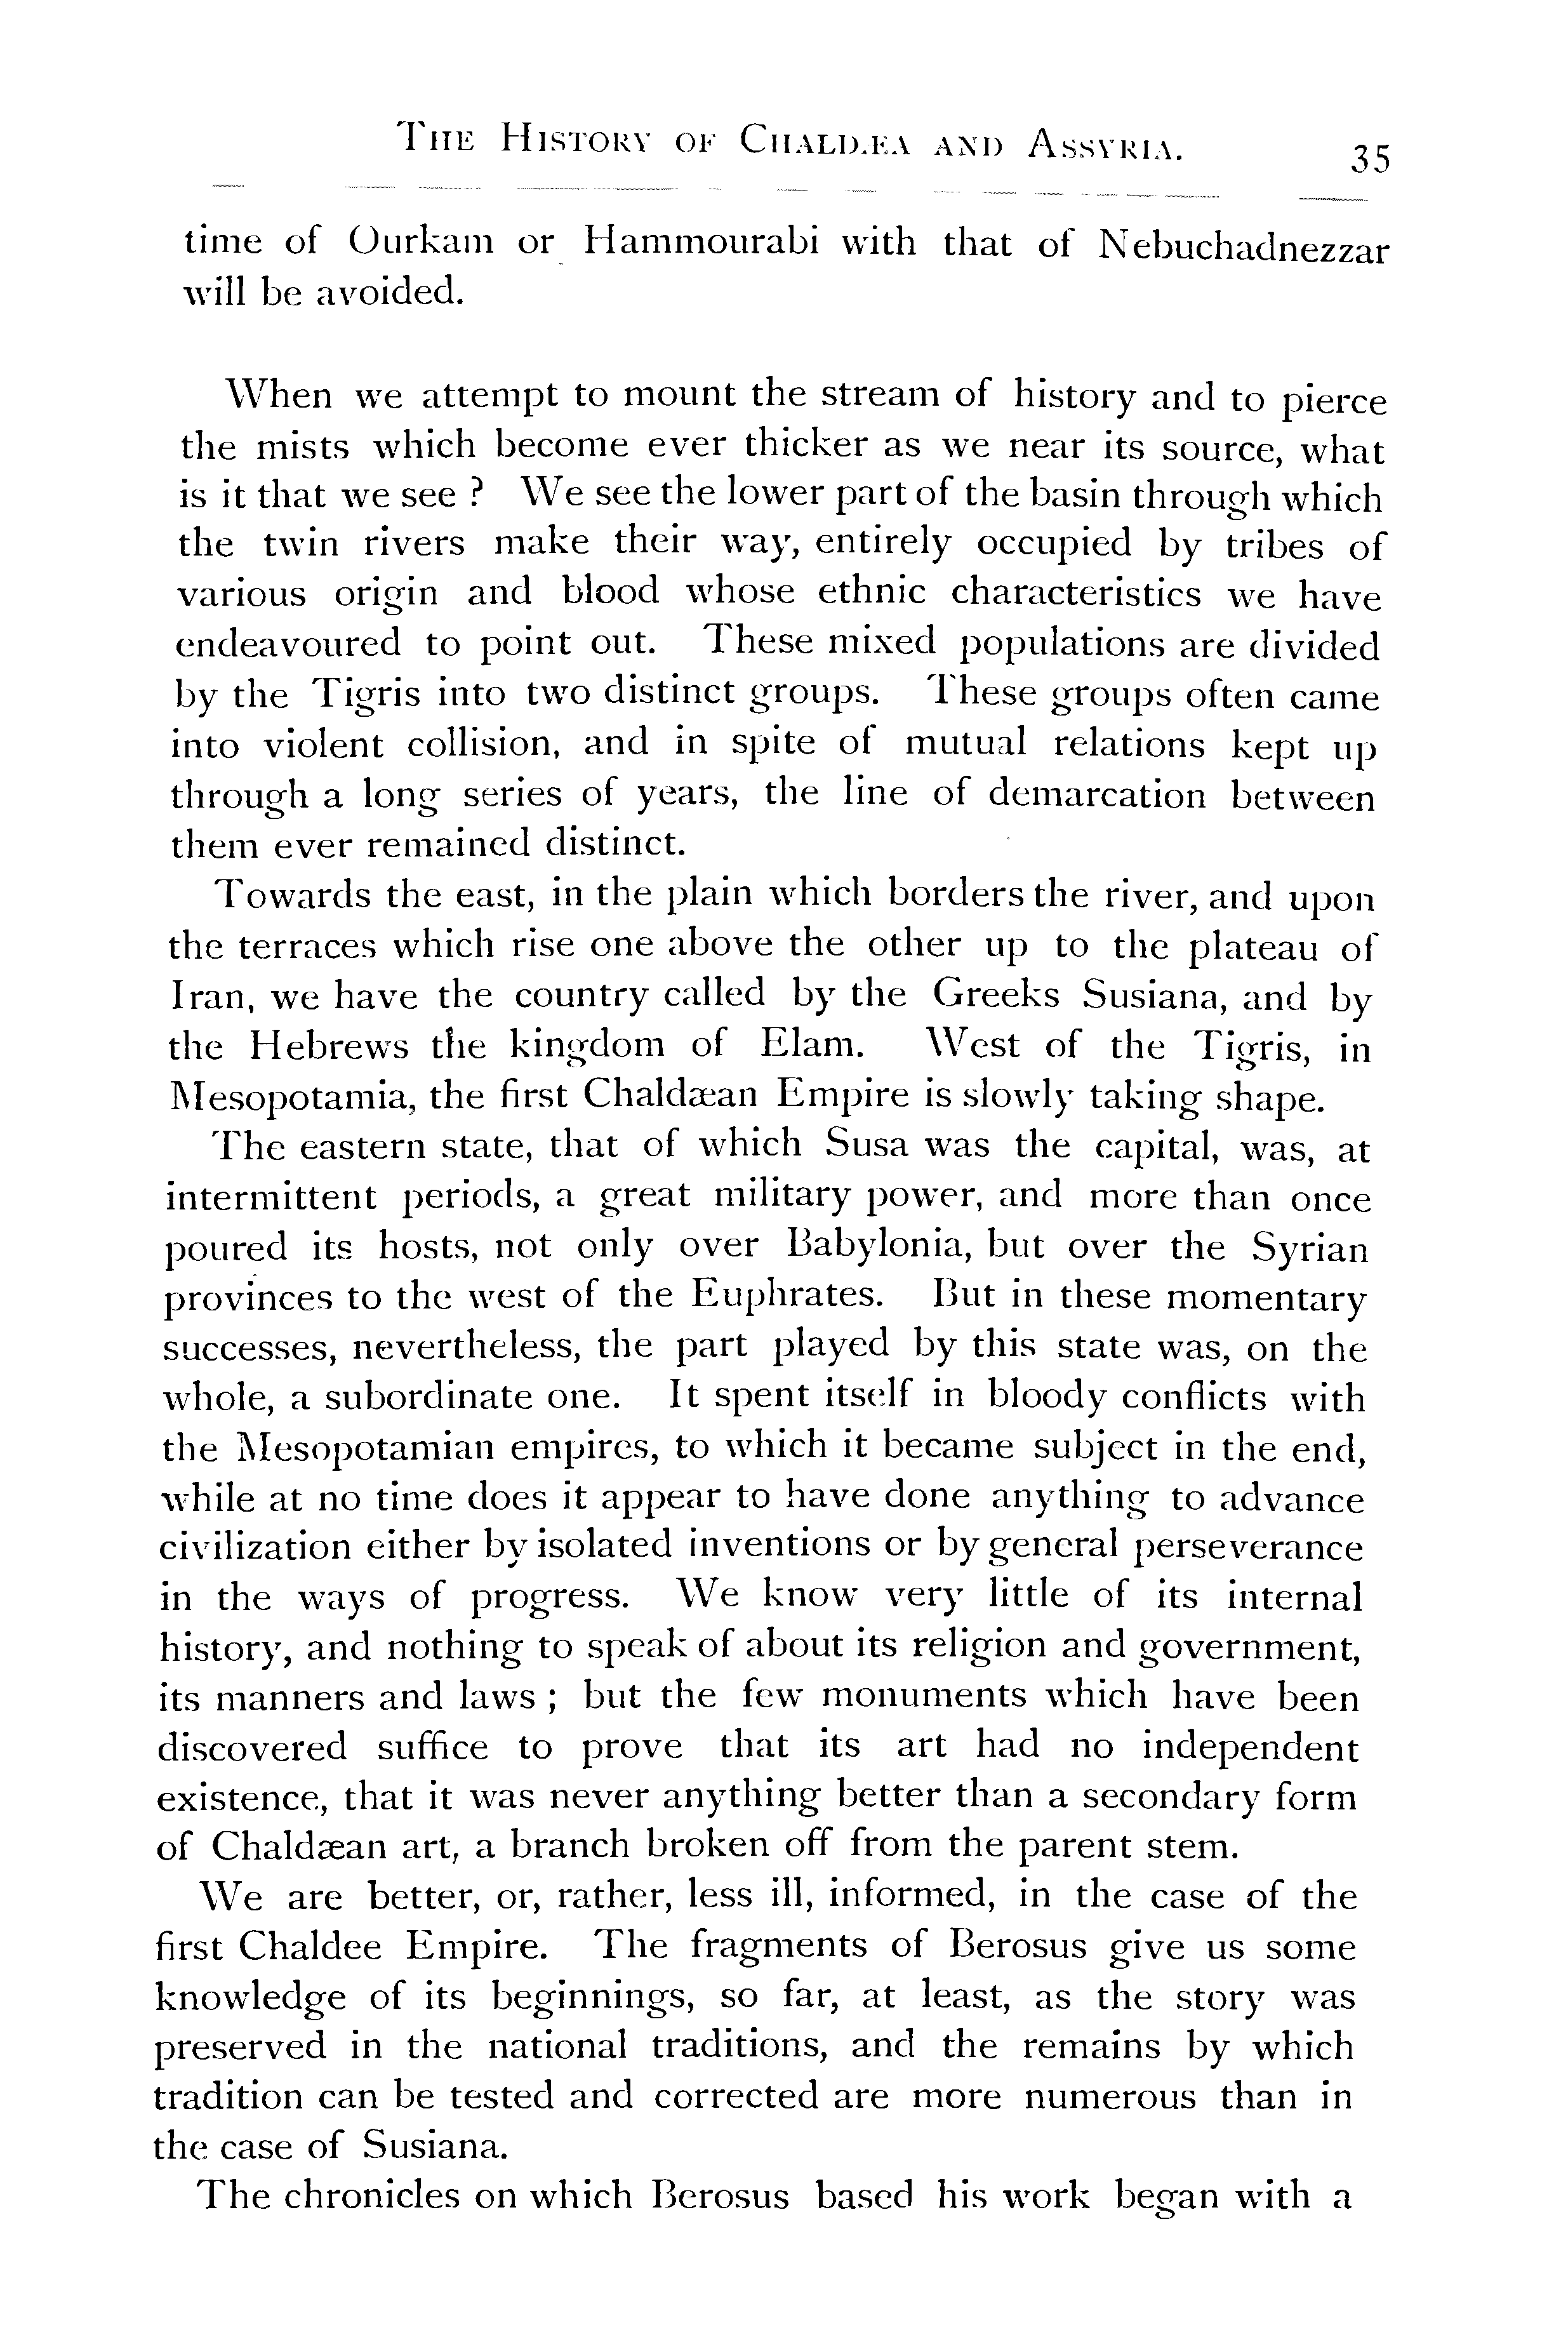 The History of Chaldæa and Assyria. 35
time of Ourkam or Hammourabi with that of Nebuchadnezzar
will be avoided.
When we attempt to mount the stream of history and to pierce
the mists which become ever thicker as we near its source, what
is it that we see ? We see the lower part of the basin through which
the twin rivers make their way, entirely occupied by tribes of
various origin and blood whose ethnic characteristics we have
endeavoured to point out. These mixed populations are divided
by the Tigris into two distinct groups. These groups often came
into violent collision, and in spite of mutual relations kept up
through a long series of years, the line of demarcation between
them ever remained distinct.
Towards the east, in the plain which borders the river, and upon
the terraces which rise one above the other up to the plateau of
Iran, we have the country called by the Greeks Susiana, and by
the Hebrews the kingdom of Elam. West of the Tigris, in
Mesopotamia, the first Chaldæan Empire is slowly taking shape.
The eastern state, that of which Susa was the capital, was, at
intermittent periods, a great military power, and more than once
poured its hosts, not only over Babylonia, but over the Syrian
provinces to the west of the Euphrates. But in these momentary
successes, nevertheless, the part played by this state was, on the
whole, a subordinate one. It spent itself in bloody conflicts with
the Mesopotamian empires, to which it became subject in the end,
while at no time does it appear to have done anything to advance
civilization either by isolated inventions or by general perseverance
in the ways of progress. We know very little of its internal
history, and nothing to speak of about its religion and government,
its manners and laws ; but the few monuments which have been
discovered suffice to prove that its art had no independent
existence, that it was never anything better than a secondary form
of Chaldæan art, a branch broken off from the parent stem.
We are better, or, rather, less ill, informed, in the case of the
first Chaldee Empire. The fragments of Berosus give us some
knowledge of its beginnings, so far, at least, as the story was
preserved in the national traditions, and the remains by which
tradition can be tested and corrected are more numerous than in
the case of Susiana.
The chronicles on which Berosus based his work began with a